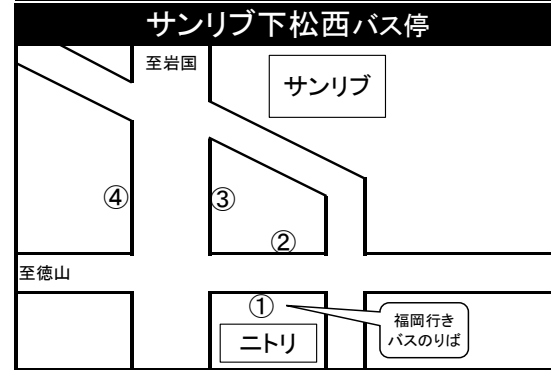 サンリブ下松西バス停
至岩国
サンリブ
④
③
②
至徳山
①
福岡行き
バスのりば
ニトリ